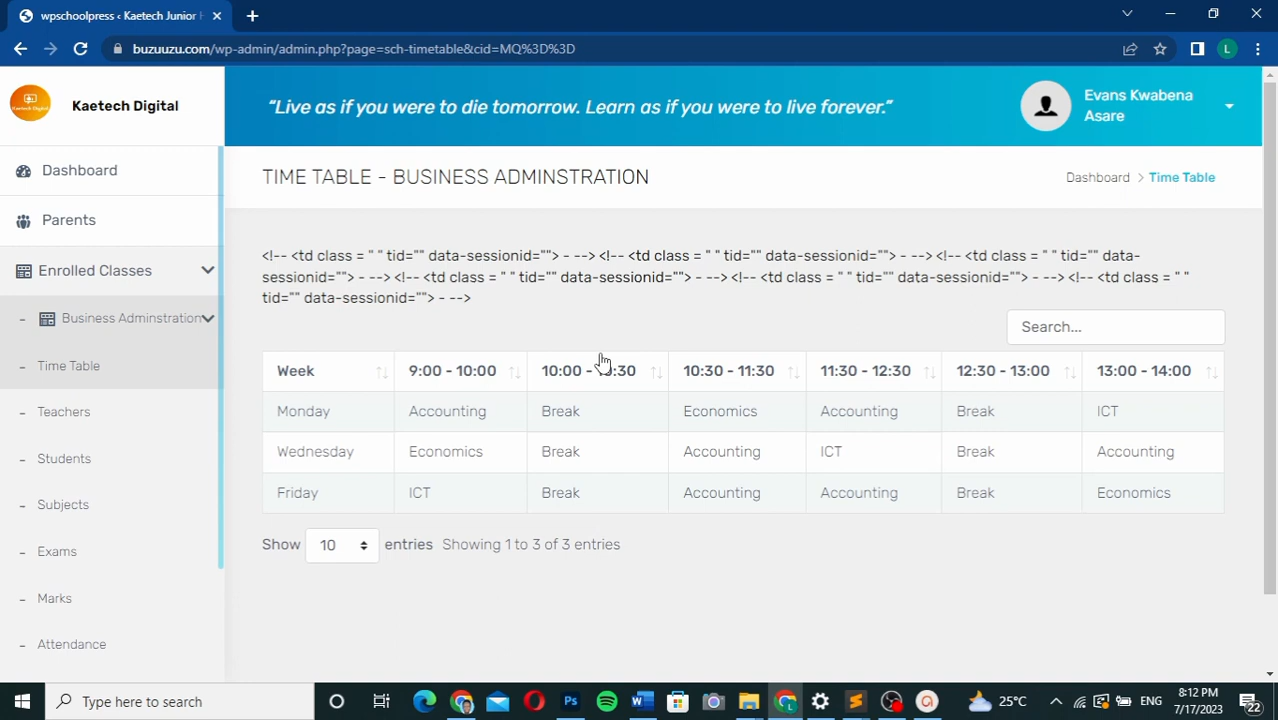 wpschoolpress ‹ Kaetech Junior H
buzuuzu.com/wp-admin/admin.php?page=sch-timetable&cid=MQ%3D%3D
L
Kaetech Digital
“Live as if you were to die tomorrow. Learn as if you were to live forever.”
Evans Kwabena
Asare
Dashboard
Parents
Enrolled Classes
- Business Adminstration
- Time Table
- Teachers
- Students
- Subjects
- Exams
- Marks
- Attendance
TIME TABLE - BUSINESS ADMINSTRATION
Dashboard > Time Table
<!-- <td class = " " tid="" data-sessionid=""> - --> <!-- <td class = " " tid="" data-sessionid=""> - --> <!-- <td class = " " tid="" data-
sessionid=""> - --> <!-- <td class = " " tid="" data-sessionid=""> - --> <!-- <td class = " " tid="" data-sessionid=""> - --> <!-- <td class = " "
tid="" data-sessionid=""> - -->
Search...
Week 9:00 - 10:00 10:00 - :30 10:30 - 11:30 11:30 - 12:30 12:30 - 13:00 13:00 - 14:00
Monday Accounting Break Economics Accounting Break ICT
Wednesday Economics Break Accounting ICT Break Accounting
Friday ICT Break Accounting Accounting Break Economics
Show 10 entries Showing 1 to 3 of 3 entries
Type here to search
Ps
25°C
ENG
8:12 PM
7/17/2023
22